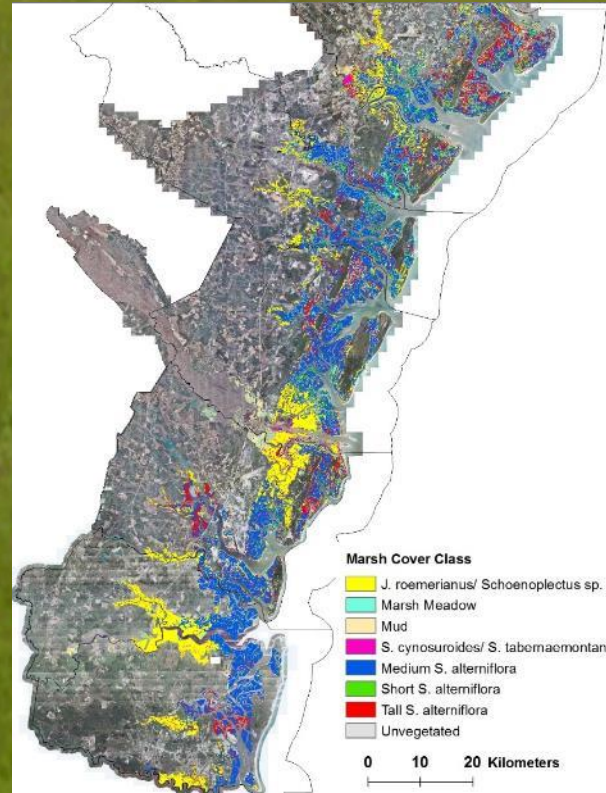 Marsh Cover Class
J. roemerianus/ Schoenoplectus sp.
Marsh Meadow
Mud
S. cynosuroides/ S. tabernaemontan
Medium S. alterniflora
Short S. alterniflora
Tall S. alterniflora
Unvegetated
0 10 20 Kilometers